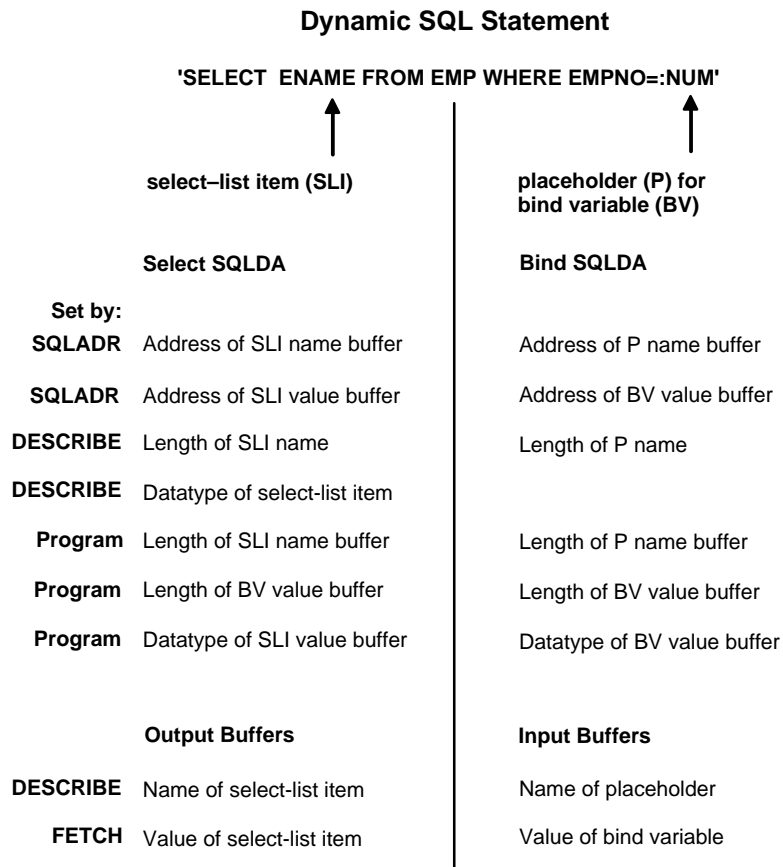 Dynamic SQL Statement
'SELECT ENAME FROM EMP WHERE EMPNO=:NUM'
select–list item (SLI)
placeholder (P) for
bind variable (BV)
Select SQLDA
Bind SQLDA
Set by:
SQLADR Address of SLI name buffer Address of P name buffer
SQLADR Address of SLI value buffer Address of BV value buffer
DESCRIBE Length of SLI name Length of P name
DESCRIBE Datatype of select-list item
Program Length of SLI name buffer Length of P name buffer
Program Length of BV value buffer Length of BV value buffer
Program Datatype of SLI value buffer Datatype of BV value buffer
Output Buffers Input Buffers
DESCRIBE Name of select-list item Name of placeholder
FETCH Value of select-list item Value of bind variable